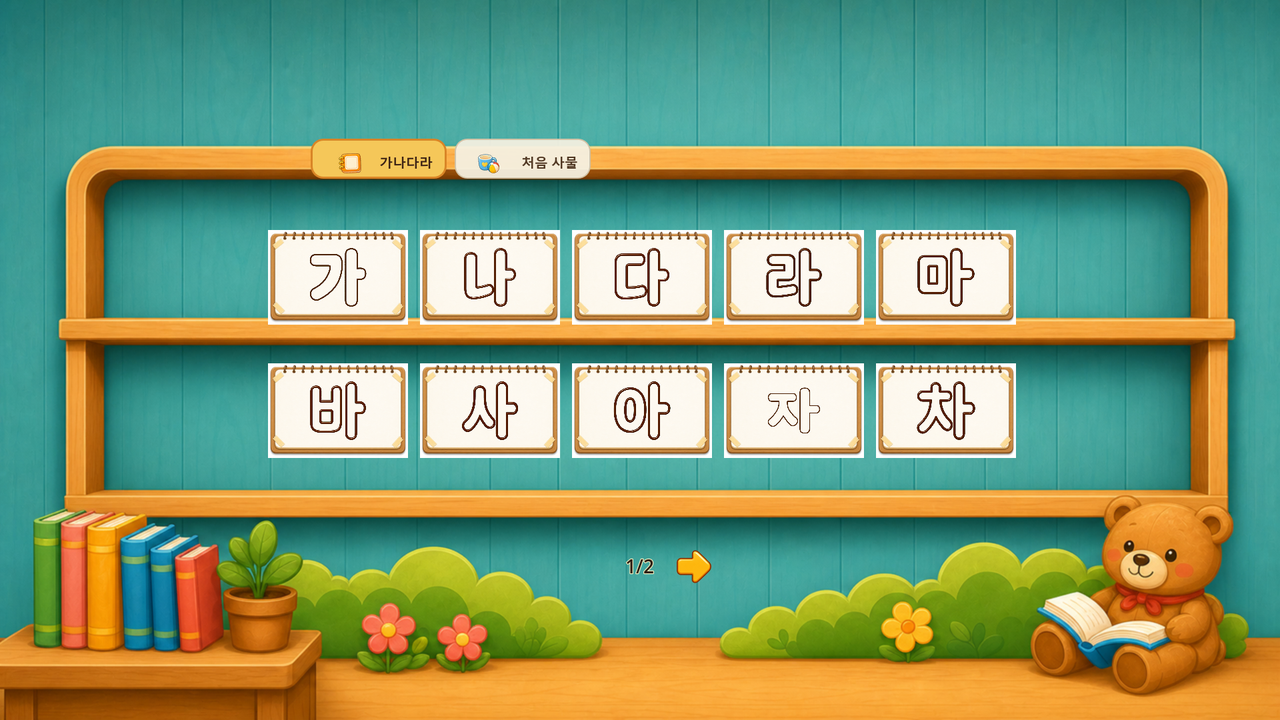 가나다라 처음 사물
가 나 다 라 마
바 사 아 자 차
1/2